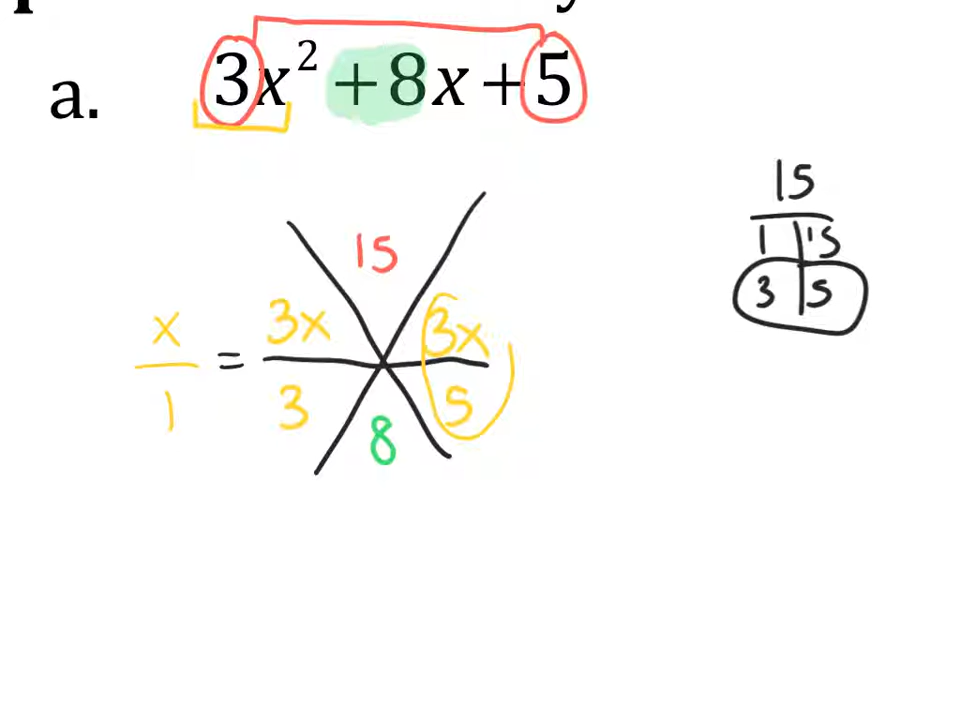 a. 3x² +8x+5
15
1 | 15
3 | 5
15
x/1 = 3x/3 3x/5
8